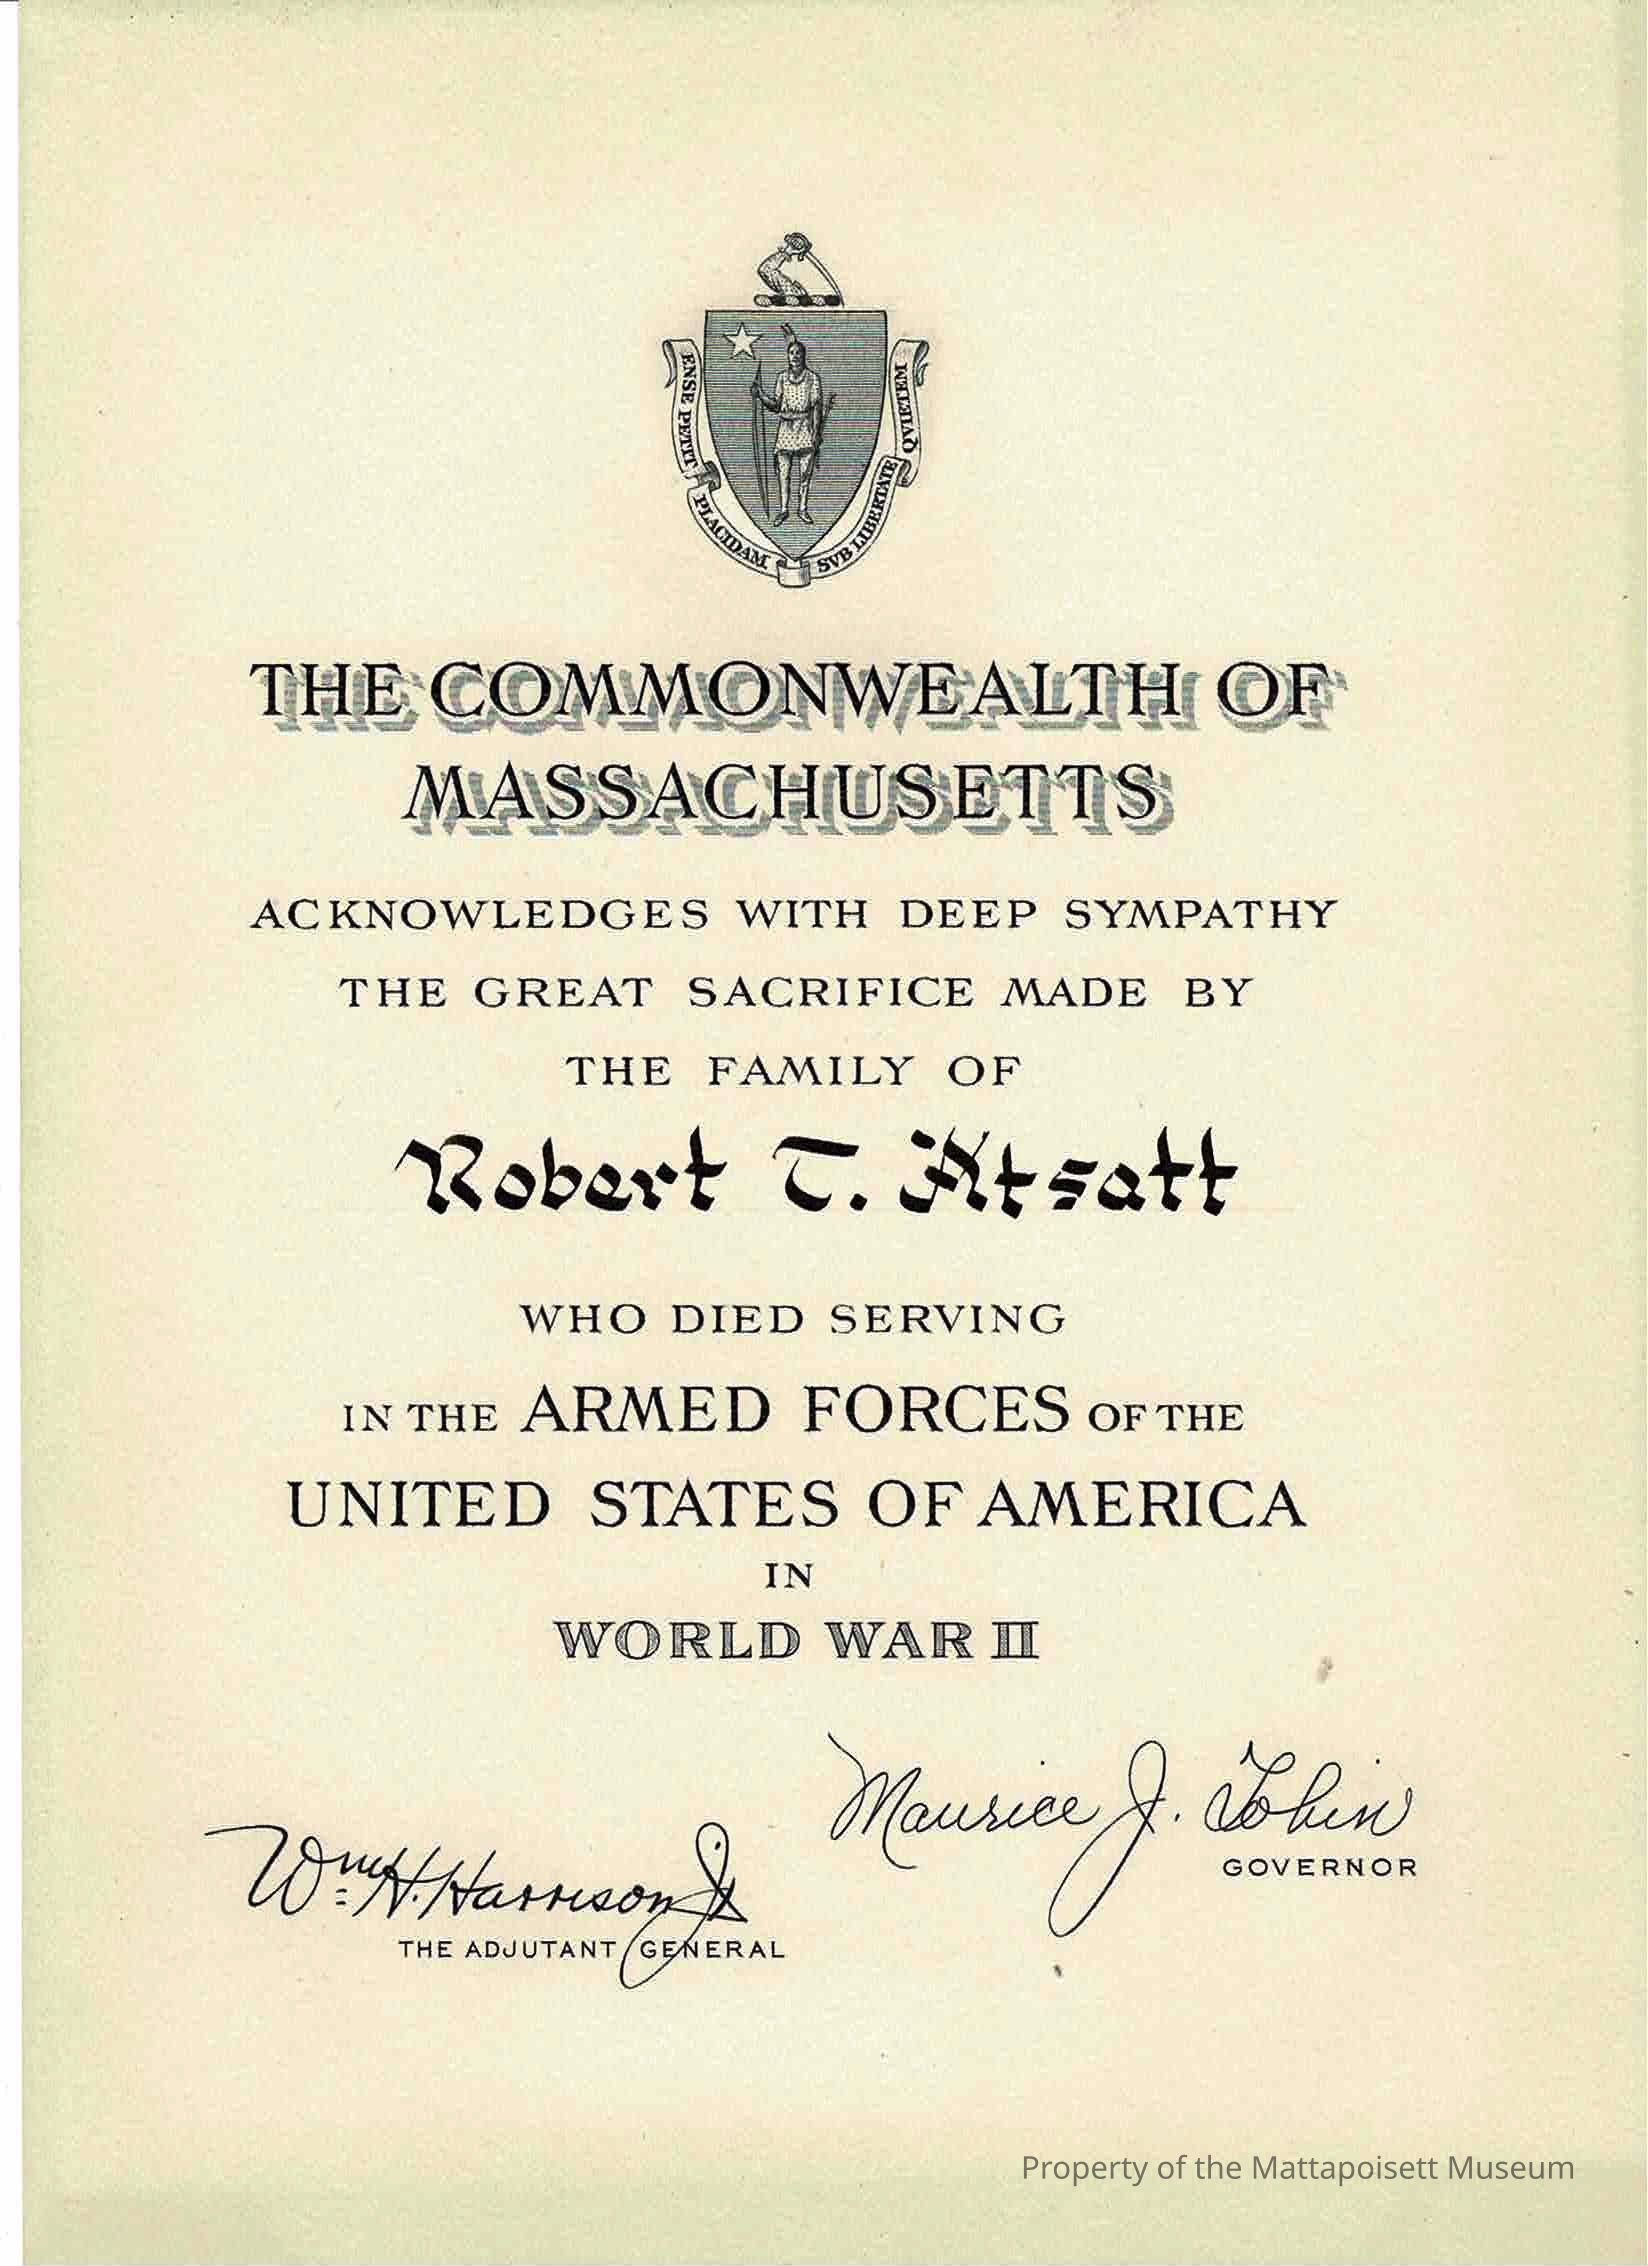 ENSE PETIT PLACIDAM SVB LIBERTATE QVIETEM
THE COMMONWEALTH OF
MASSACHUSETTS
ACKNOWLEDGES WITH DEEP SYMPATHY
THE GREAT SACRIFICE MADE BY
THE FAMILY OF
Robert T. Atsatt
WHO DIED SERVING
IN THE ARMED FORCES OF THE
UNITED STATES OF AMERICA
IN
WORLD WAR II
Maurice J. Tobin
GOVERNOR
Wm. H. Harrison Jr
THE ADJUTANT GENERAL
Property of the Mattapoisett Museum